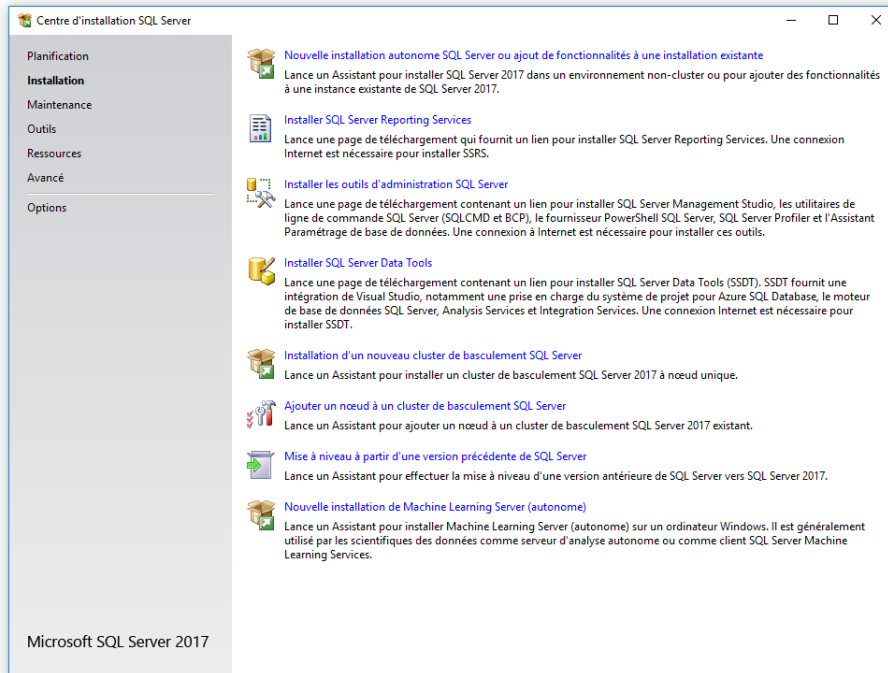 Centre d'installation SQL Server
Planification
Installation
Maintenance
Outils
Ressources
Avancé
Options
Microsoft SQL Server 2017
Nouvelle installation autonome SQL Server ou ajout de fonctionnalités à une installation existante
Lance un Assistant pour installer SQL Server 2017 dans un environnement non-cluster ou pour ajouter des fonctionnalités
à une instance existante de SQL Server 2017.
Installer SQL Server Reporting Services
Lance une page de téléchargement qui fournit un lien pour installer SQL Server Reporting Services. Une connexion
Internet est nécessaire pour installer SSRS.
Installer les outils d'administration SQL Server
Lance une page de téléchargement contenant un lien pour installer SQL Server Management Studio, les utilitaires de
ligne de commande SQL Server (SQLCMD et BCP), le fournisseur PowerShell SQL Server, SQL Server Profiler et l'Assistant
Paramétrage de base de données. Une connexion à Internet est nécessaire pour installer ces outils.
Installer SQL Server Data Tools
Lance une page de téléchargement contenant un lien pour installer SQL Server Data Tools (SSDT). SSDT fournit une
intégration de Visual Studio, notamment une prise en charge du système de projet pour Azure SQL Database, le moteur
de base de données SQL Server, Analysis Services et Integration Services. Une connexion Internet est nécessaire pour
installer SSDT.
Installation d'un nouveau cluster de basculement SQL Server
Lance un Assistant pour installer un cluster de basculement SQL Server 2017 à nœud unique.
Ajouter un nœud à un cluster de basculement SQL Server
Lance un Assistant pour ajouter un nœud à un cluster de basculement SQL Server 2017 existant.
Mise à niveau à partir d'une version précédente de SQL Server
Lance un Assistant pour effectuer la mise à niveau d'une version antérieure de SQL Server vers SQL Server 2017.
Nouvelle installation de Machine Learning Server (autonome)
Lance un Assistant pour installer Machine Learning Server (autonome) sur un ordinateur Windows. Il est généralement
utilisé par les scientifiques des données comme serveur d'analyse autonome ou comme client SQL Server Machine
Learning Services.